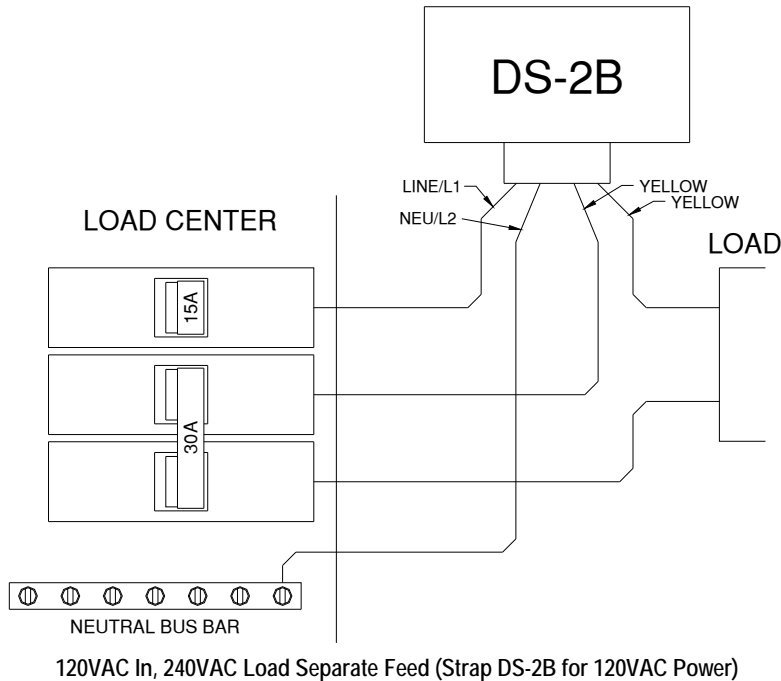 DS-2B
LINE/L1
YELLOW
YELLOW
NEU/L2
LOAD CENTER
LOAD
15A
30A
NEUTRAL BUS BAR
120VAC In, 240VAC Load Separate Feed (Strap DS-2B for 120VAC Power)